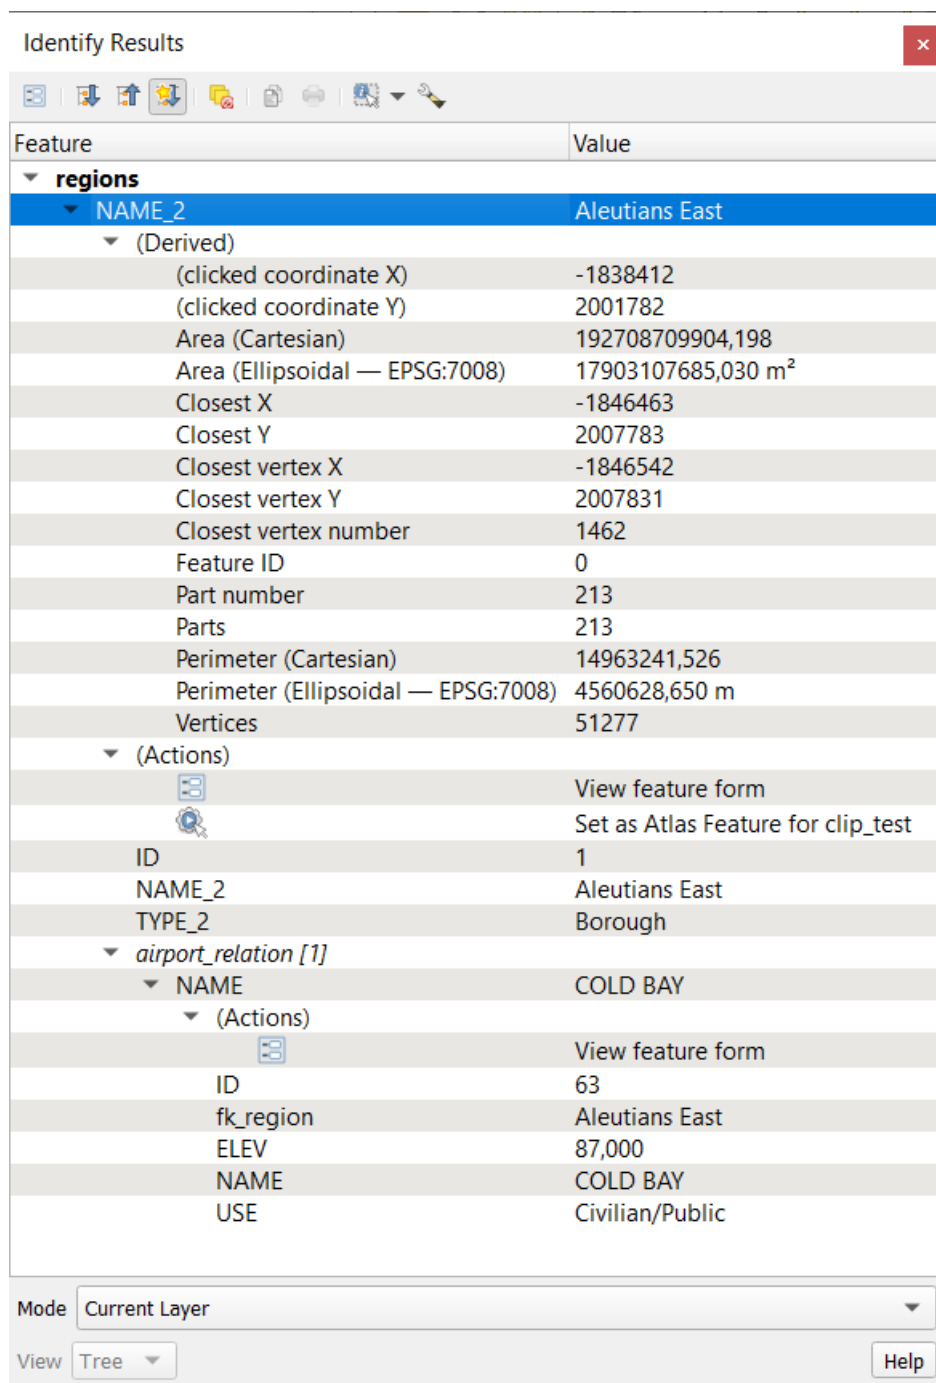 Identify Results
Feature Value
regions
NAME_2 Aleutians East
(Derived)
(clicked coordinate X) -1838412
(clicked coordinate Y) 2001782
Area (Cartesian) 192708709904,198
Area (Ellipsoidal — EPSG:7008) 17903107685,030 m²
Closest X -1846463
Closest Y 2007783
Closest vertex X -1846542
Closest vertex Y 2007831
Closest vertex number 1462
Feature ID 0
Part number 213
Parts 213
Perimeter (Cartesian) 14963241,526
Perimeter (Ellipsoidal — EPSG:7008) 4560628,650 m
Vertices 51277
(Actions)
View feature form
Set as Atlas Feature for clip_test
ID 1
NAME_2 Aleutians East
TYPE_2 Borough
airport_relation [1]
NAME COLD BAY
(Actions)
View feature form
ID 63
fk_region Aleutians East
ELEV 87,000
NAME COLD BAY
USE Civilian/Public
Mode Current Layer
View Tree Help